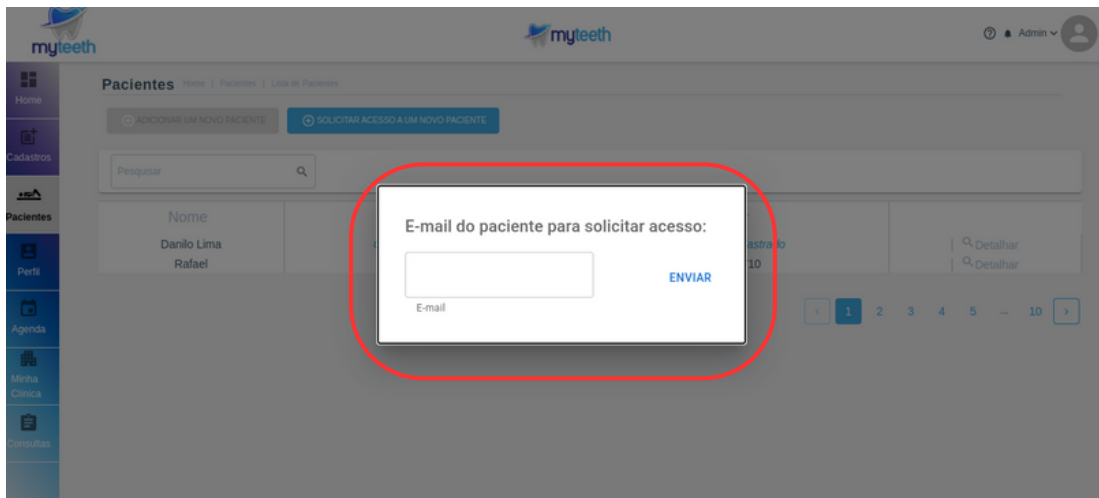 myteeth
myteeth
Admin
Home
Cadastros
Pacientes
Perfil
Agenda
Minha
Clínica
Consultas
Pacientes Home | Pacientes | Lista de Pacientes
ADICIONAR UM NOVO PACIENTE
SOLICITAR ACESSO A UM NOVO PACIENTE
Pesquisar
Nome
Danilo Lima
Detalhar
Rafael
Detalhar
E-mail do paciente para solicitar acesso:
ENVIAR
E-mail
1 2 3 4 5 ... 10